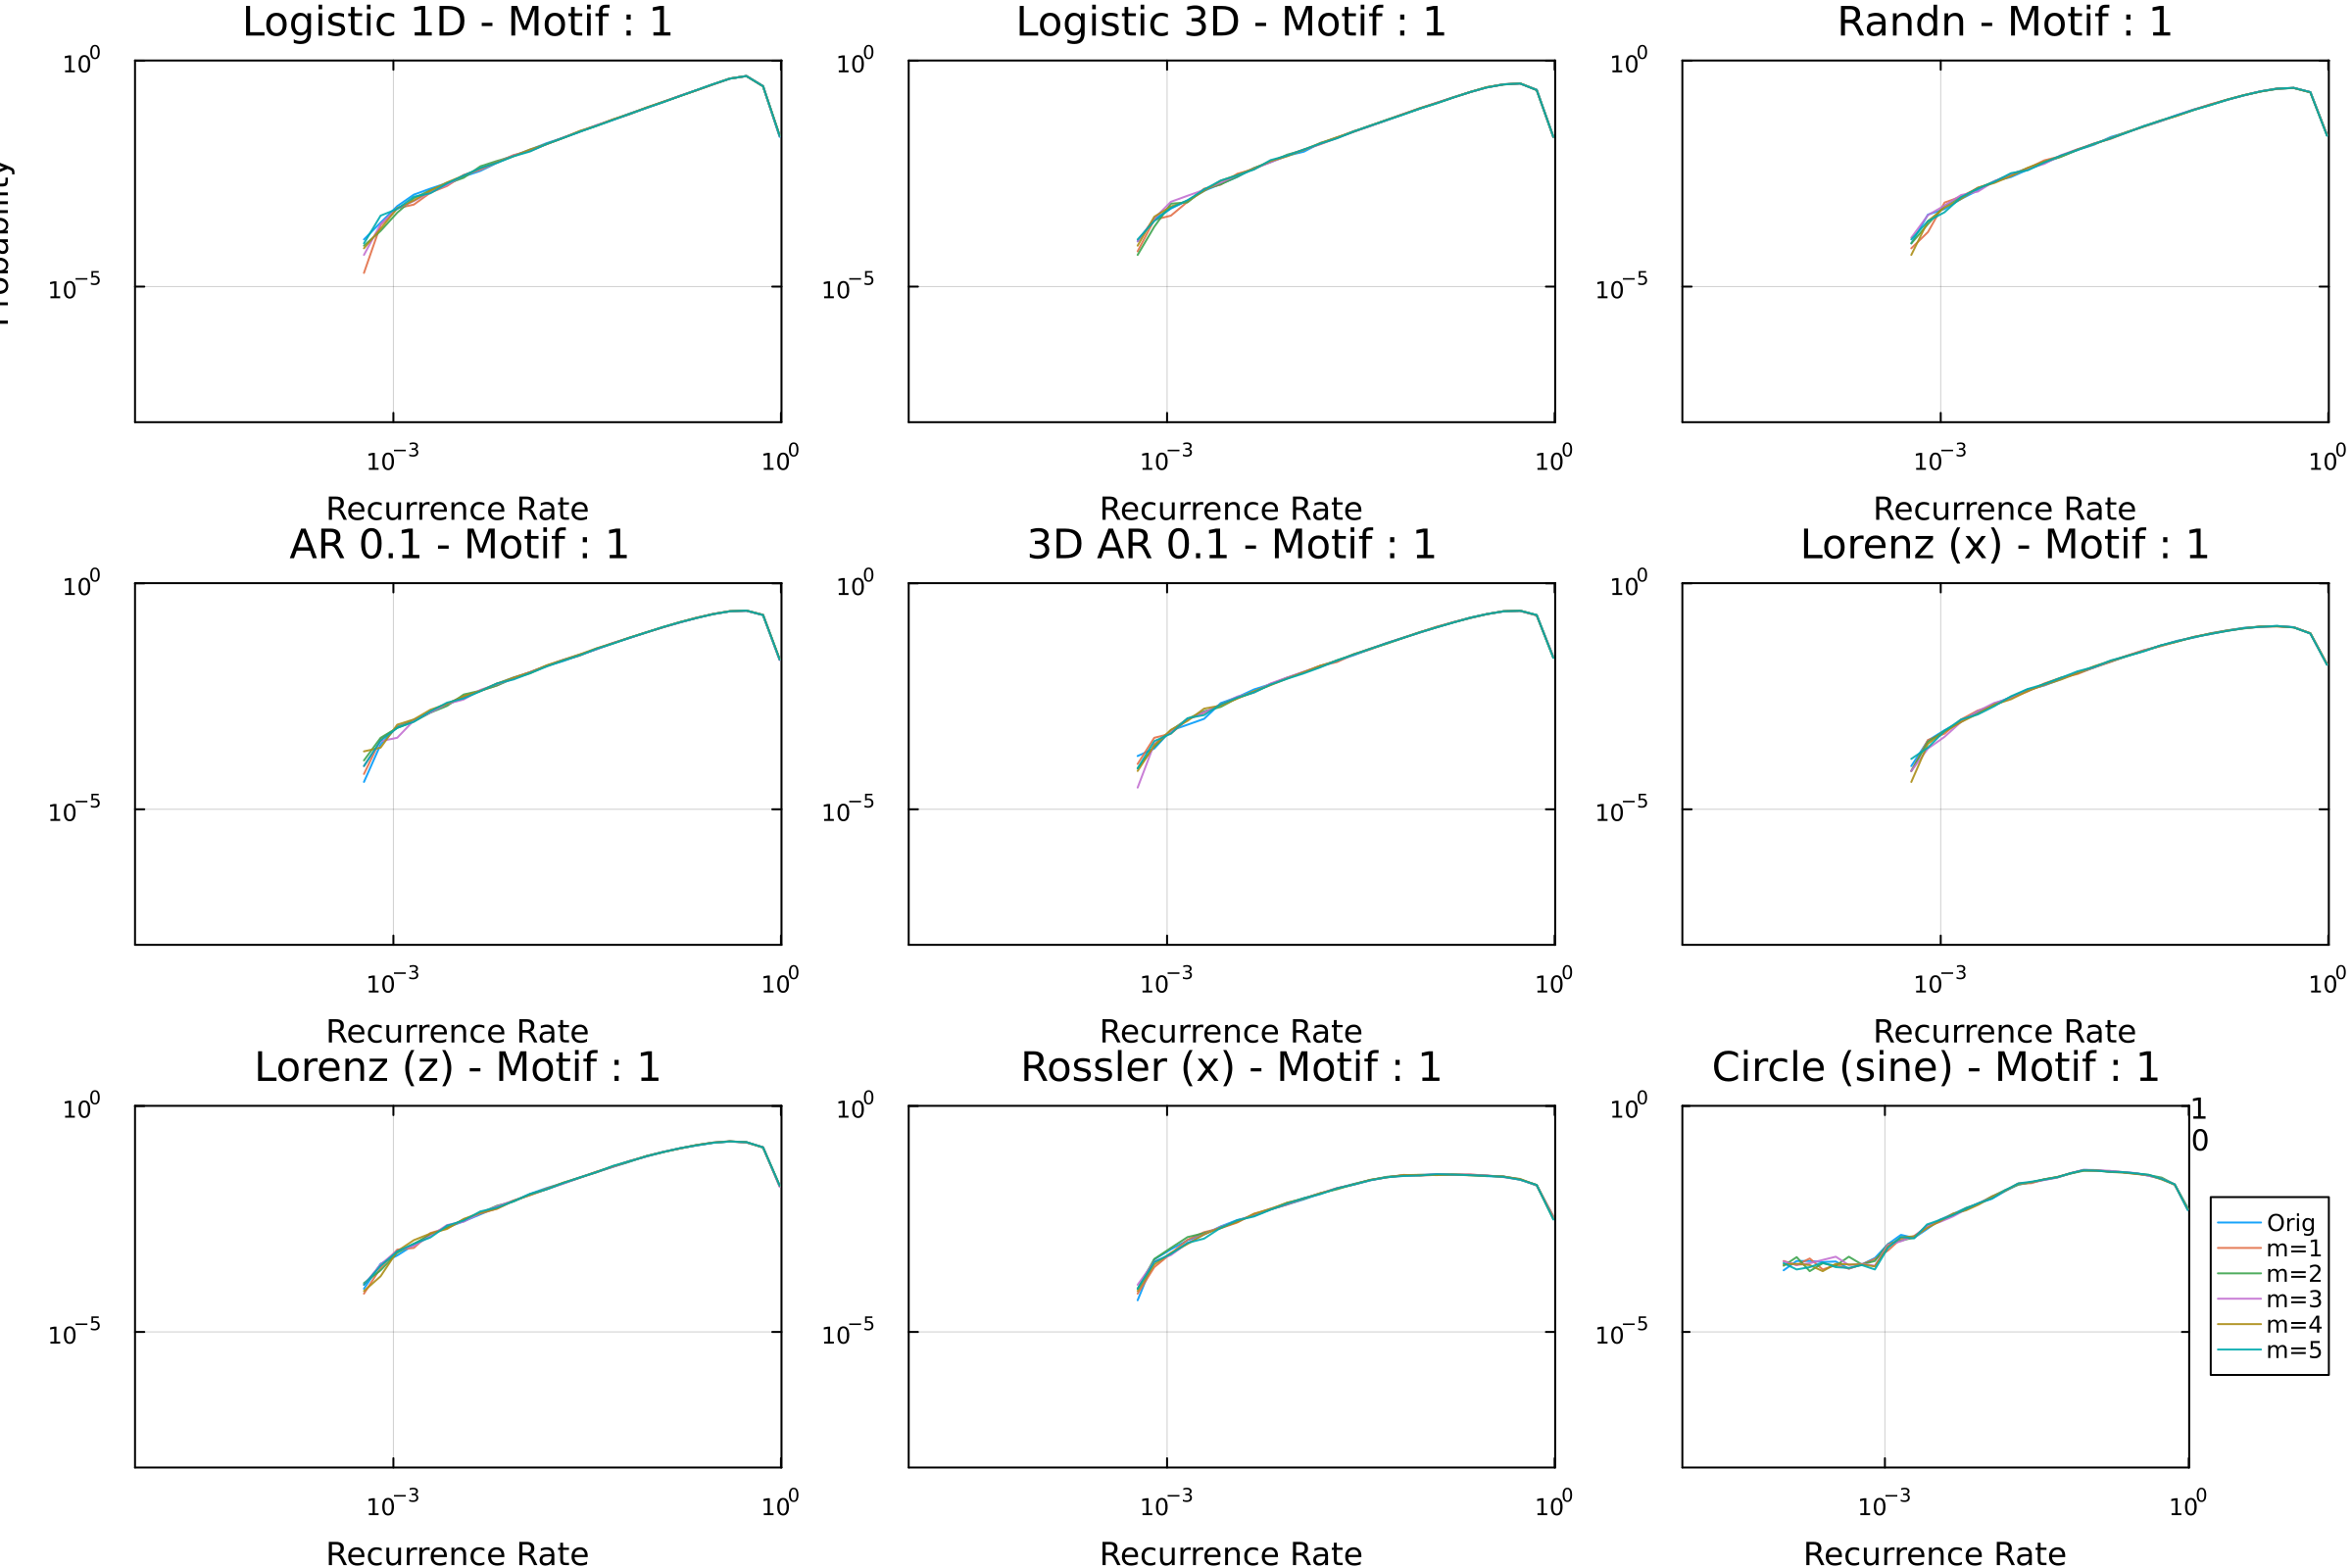 Logistic 1D - Motif : 1
Logistic 3D - Motif : 1
Randn - Motif : 1
10^0
10^−5
10^−3
10^0
Recurrence Rate
10^0
10^−5
10^−3
10^0
Recurrence Rate
10^0
10^−5
10^−3
10^0
Recurrence Rate
Probability
AR 0.1 - Motif : 1
3D AR 0.1 - Motif : 1
Lorenz (x) - Motif : 1
10^0
10^−5
10^−3
10^0
Recurrence Rate
10^0
10^−5
10^−3
10^0
Recurrence Rate
10^0
10^−5
10^−3
10^0
Recurrence Rate
Lorenz (z) - Motif : 1
Rossler (x) - Motif : 1
Circle (sine) - Motif : 1
10^0
10^−5
10^−3
10^0
Recurrence Rate
10^0
10^−5
10^−3
10^0
Recurrence Rate
10^0
10^−5
10^−3
10^0
Recurrence Rate
1
0
Orig
m=1
m=2
m=3
m=4
m=5